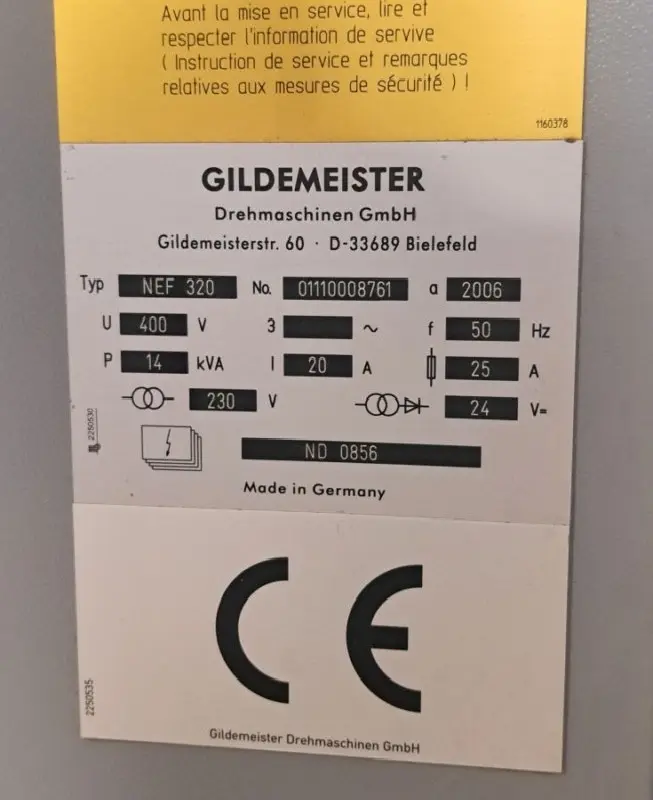 Avant la mise en service, lire et
respecter l'information de servive
( Instruction de service et remarques
relatives aux mesures de sécurité ) !
1160378
GILDEMEISTER
Drehmaschinen GmbH
Gildemeisterstr. 60 · D-33689 Bielefeld
Typ NEF 320 No. 01110008761 a 2006
U 400 V 3 ~ f 50 Hz
P 14 kVA I 20 A 25 A
230 V 24 V=
2250530
ND 0856
Made in Germany
CE
2250535
Gildemeister Drehmaschinen GmbH